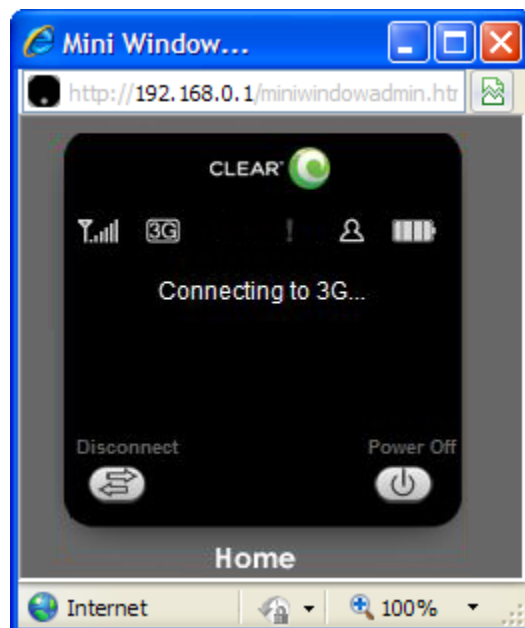 Mini Window...
http://192.168.0.1/miniwindowadmin.htr
CLEAR
3G
Connecting to 3G...
Disconnect Power Off
Home
Internet 100%